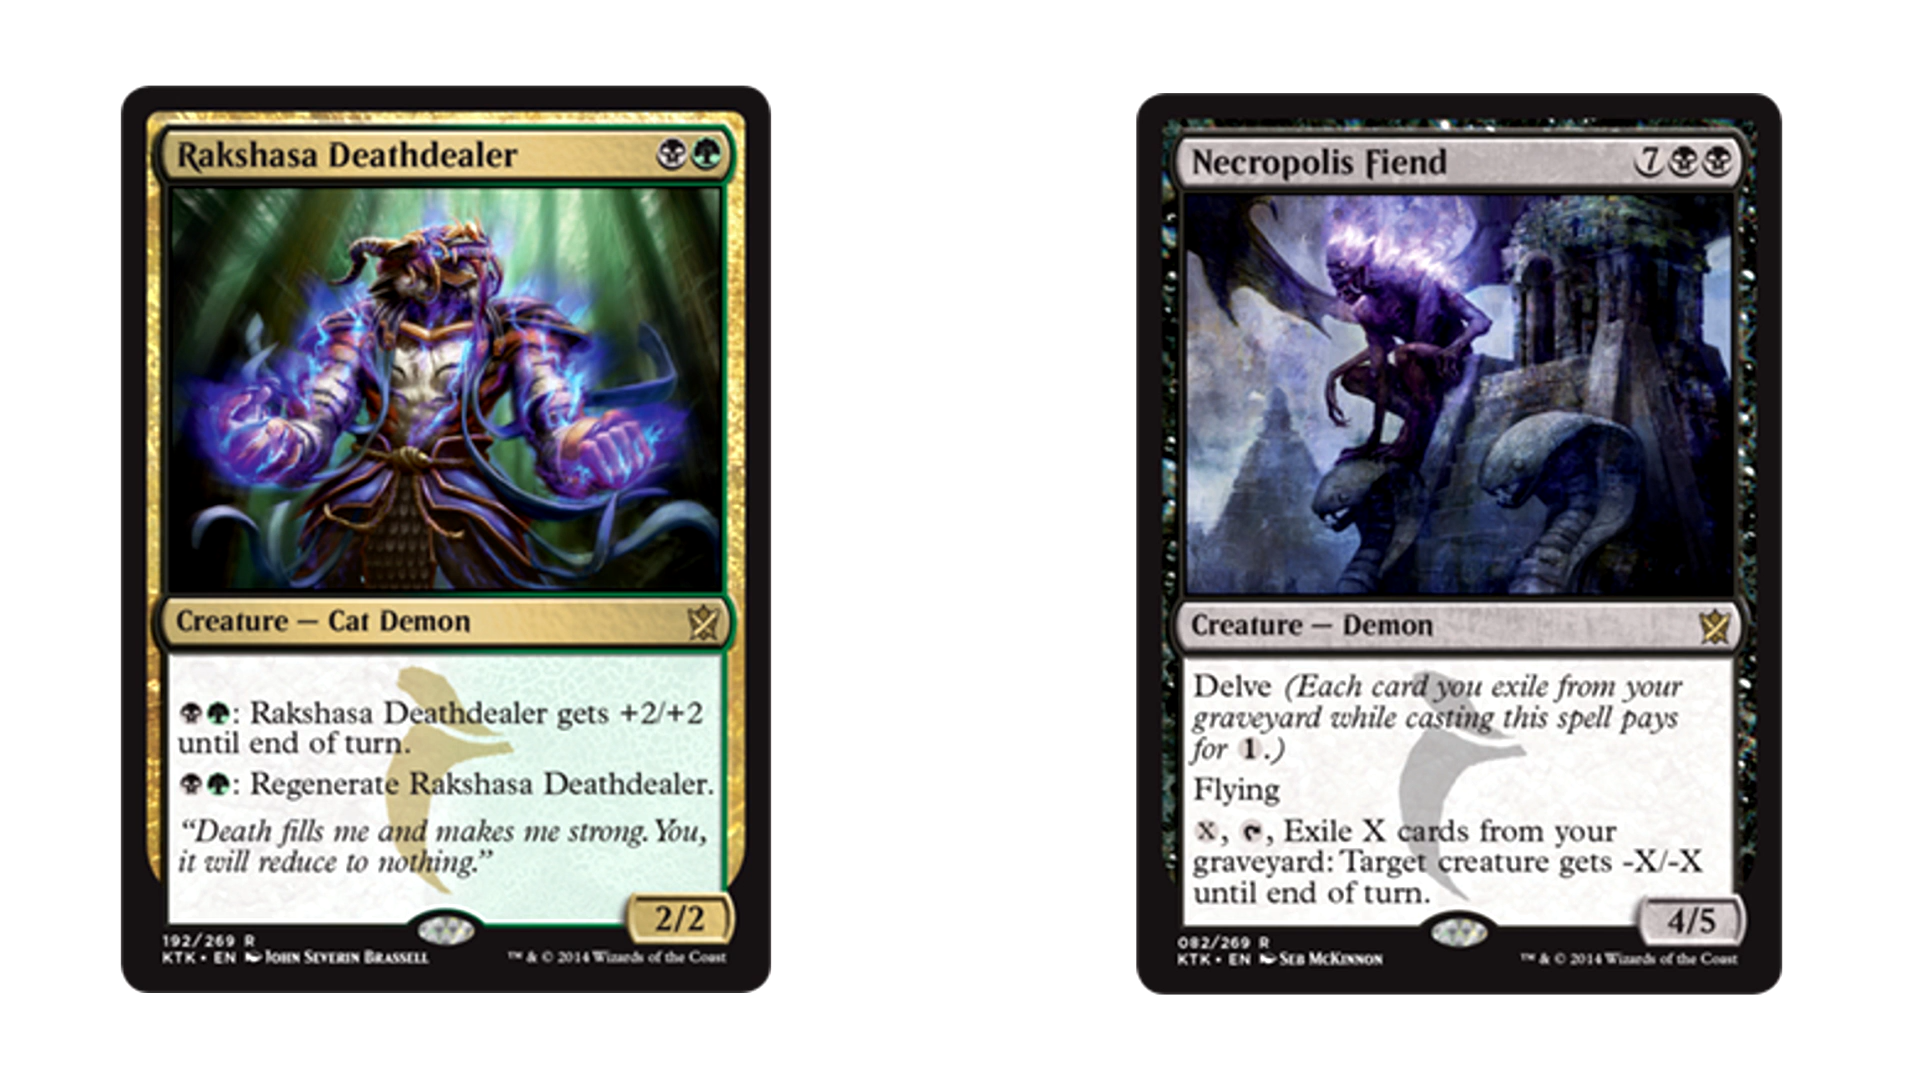 Rakshasa Deathdealer
Creature — Cat Demon
: Rakshasa Deathdealer gets +2/+2
until end of turn.
: Regenerate Rakshasa Deathdealer.
“Death fills me and makes me strong. You,
it will reduce to nothing.”
2/2
192/269 R
KTK • EN John Severin Brassell
™ & © 2014 Wizards of the Coast
Necropolis Fiend 7
Creature — Demon
Delve (Each card you exile from your
graveyard while casting this spell pays
for 1.)
Flying
X, , Exile X cards from your
graveyard: Target creature gets -X/-X
until end of turn.
4/5
082/269 R
KTK • EN Seb McKinnon
™ & © 2014 Wizards of the Coast